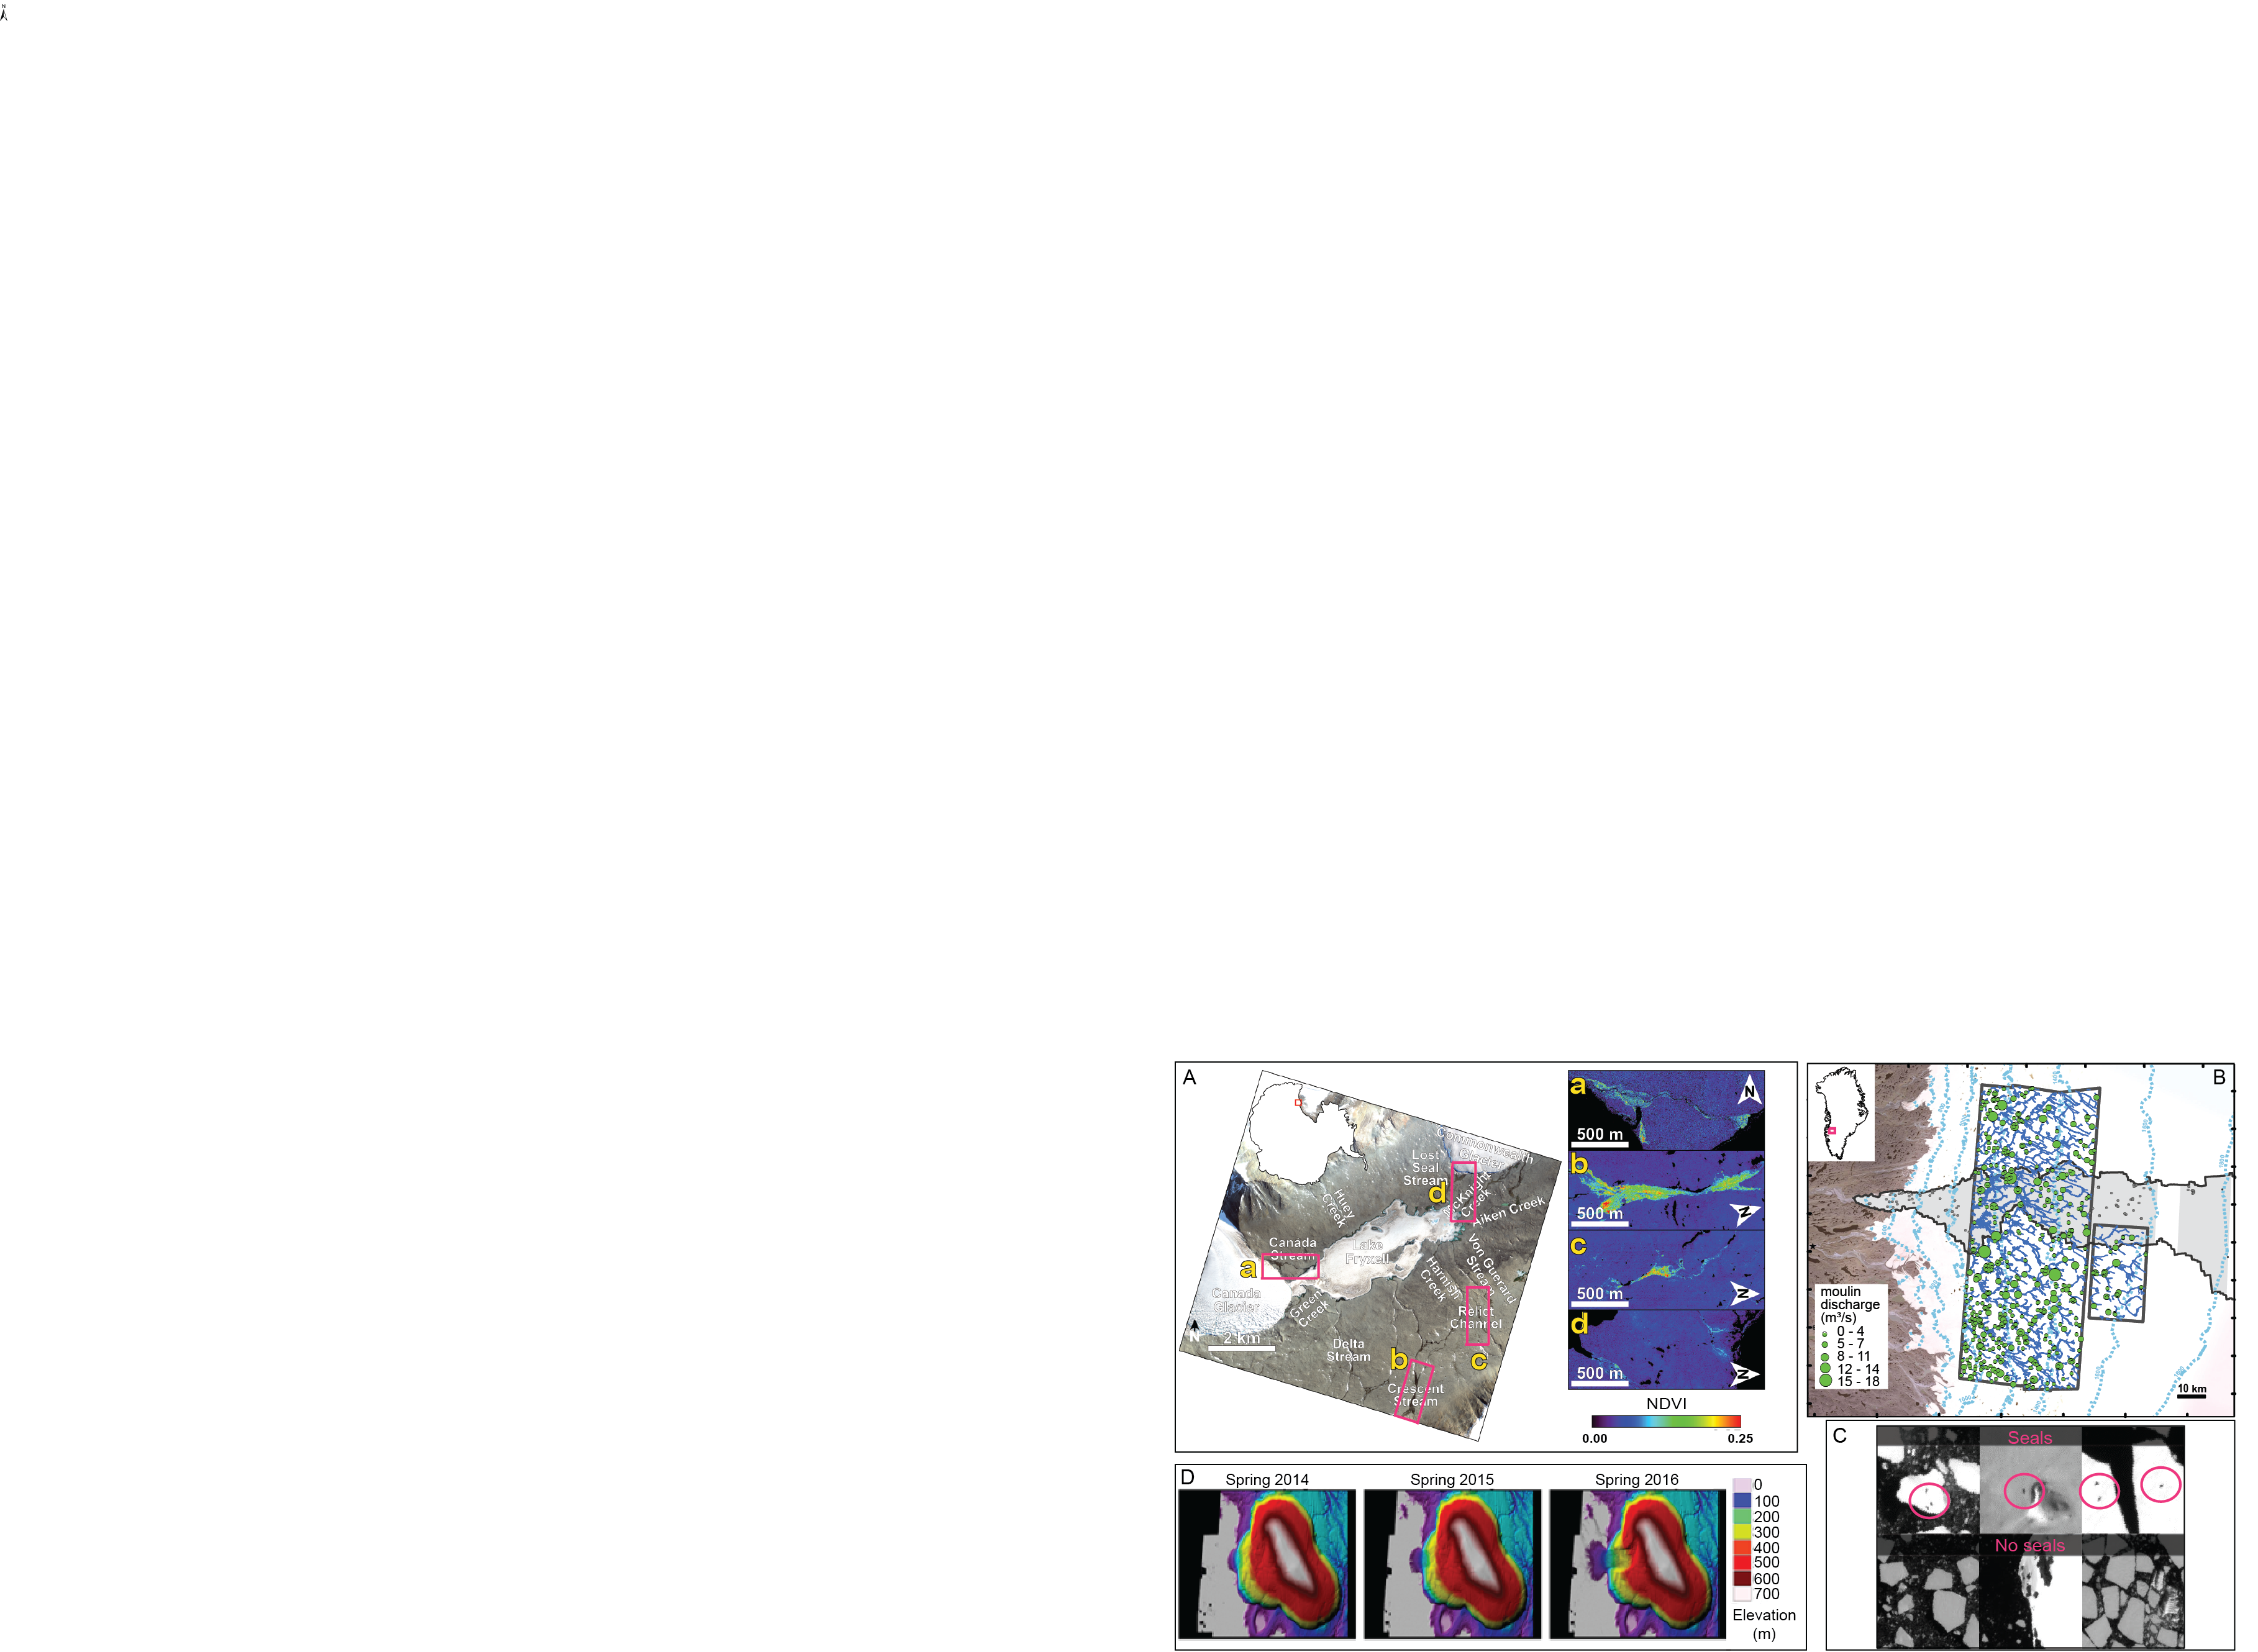 N
A
Commonwealth
Glacier
Lost
Seal
Stream
d
McKnight
Creek
Aiken Creek
Huey
Creek
Canada
Stream
Lake
Fryxell
Von Guerard
Stream
a
Harnish
Creek
Canada
Glacier
Green
Creek
Relict
Channel
N
2 km
Delta
Stream
b
c
Crescent
Stream
a
N
500 m
b
N
500 m
c
N
500 m
d
N
500 m
NDVI
0.00
0.25
B
moulin
discharge
(m³/s)
0 - 4
5 - 7
8 - 11
12 - 14
15 - 18
10 km
C
Seals
No seals
D
Spring 2014
Spring 2015
Spring 2016
0
100
200
300
400
500
600
700
Elevation
(m)